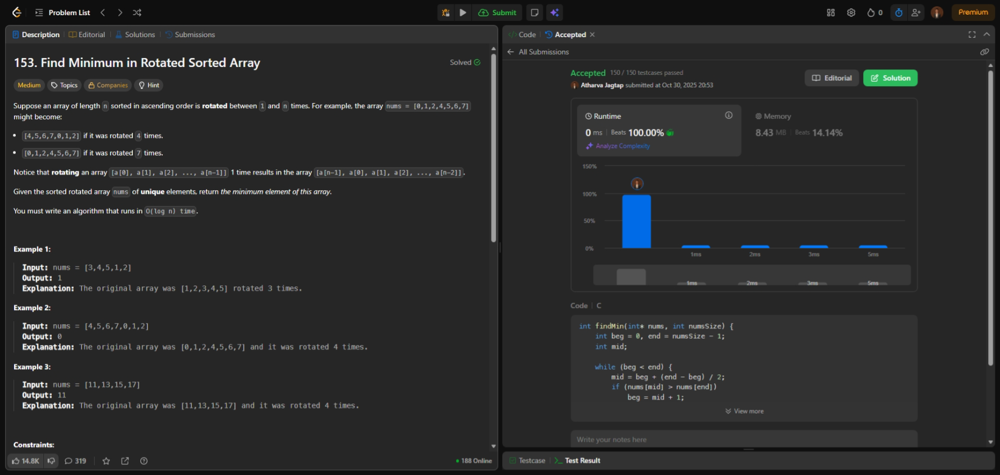 Problem List
Submit
0
Premium
Description
Editorial
Solutions
Submissions
153. Find Minimum in Rotated Sorted Array
Solved
Medium
Topics
Companies
Hint
Suppose an array of length n sorted in ascending order is rotated between 1 and n times. For example, the array nums = [0,1,2,4,5,6,7]
might become:
• [4,5,6,7,0,1,2] if it was rotated 4 times.
• [0,1,2,4,5,6,7] if it was rotated 7 times.
Notice that rotating an array [a[0], a[1], a[2], ..., a[n-1]] 1 time results in the array [a[n-1], a[0], a[1], a[2], ..., a[n-2]].
Given the sorted rotated array nums of unique elements, return the minimum element of this array.
You must write an algorithm that runs in O(log n) time.
Example 1:
Input: nums = [3,4,5,1,2]
Output: 1
Explanation: The original array was [1,2,3,4,5] rotated 3 times.
Example 2:
Input: nums = [4,5,6,7,0,1,2]
Output: 0
Explanation: The original array was [0,1,2,4,5,6,7] and it was rotated 4 times.
Example 3:
Input: nums = [11,13,15,17]
Output: 11
Explanation: The original array was [11,13,15,17] and it was rotated 4 times.
Constraints:
14.8K
319
188 Online
</> Code
Accepted
All Submissions
Accepted 150 / 150 testcases passed
Atharva Jagtap submitted at Oct 30, 2025 20:53
Editorial
Solution
Runtime
0 ms | Beats 100.00%
Analyze Complexity
Memory
8.43 MB | Beats 14.14%
150%
100%
50%
0%
1ms 2ms 3ms 5ms
1ms 2ms 3ms 5ms
Code | C
int findMin(int* nums, int numsSize) {
int beg = 0, end = numsSize - 1;
int mid;
while (beg < end) {
mid = beg + (end - beg) / 2;
if (nums[mid] > nums[end])
beg = mid + 1;
View more
Write your notes here
Testcase
Test Result